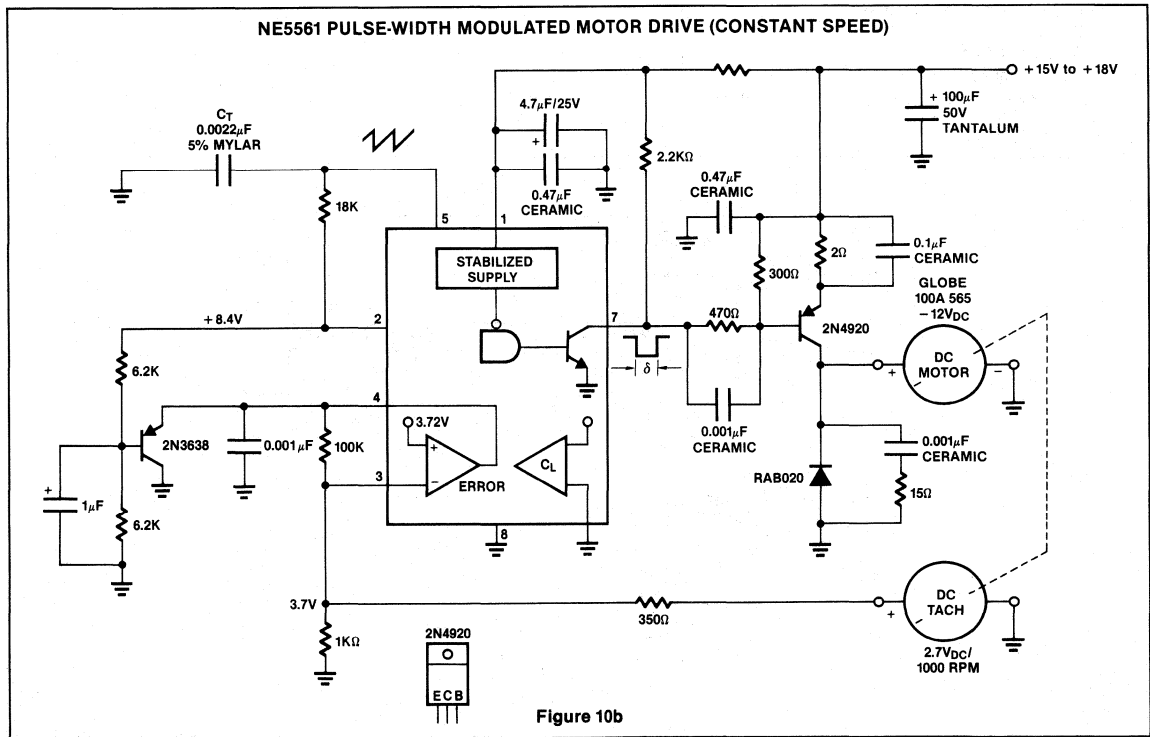 NE5561 PULSE-WIDTH MODULATED MOTOR DRIVE (CONSTANT SPEED)
+15V to +18V
CT
0.0022μF
5% MYLAR
4.7μF/25V
+
0.47μF
CERAMIC
2.2KΩ
+ 100μF
50V
TANTALUM
18K
5
1
0.47μF
CERAMIC
STABILIZED
SUPPLY
300Ω
2Ω
0.1μF
CERAMIC
GLOBE
100A 565
−12VDC
+8.4V
2
7
470Ω
2N4920
δ
DC
MOTOR
+
−
6.2K
4
0.001μF
CERAMIC
2N3638
0.001μF
100K
3.72V
+
−
ERROR
CL
3
0.001μF
CERAMIC
RAB020
15Ω
+
1μF
6.2K
8
3.7V
350Ω
+
DC
TACH
1KΩ
2.7VDC/
1000 RPM
2N4920
E C B
Figure 10b